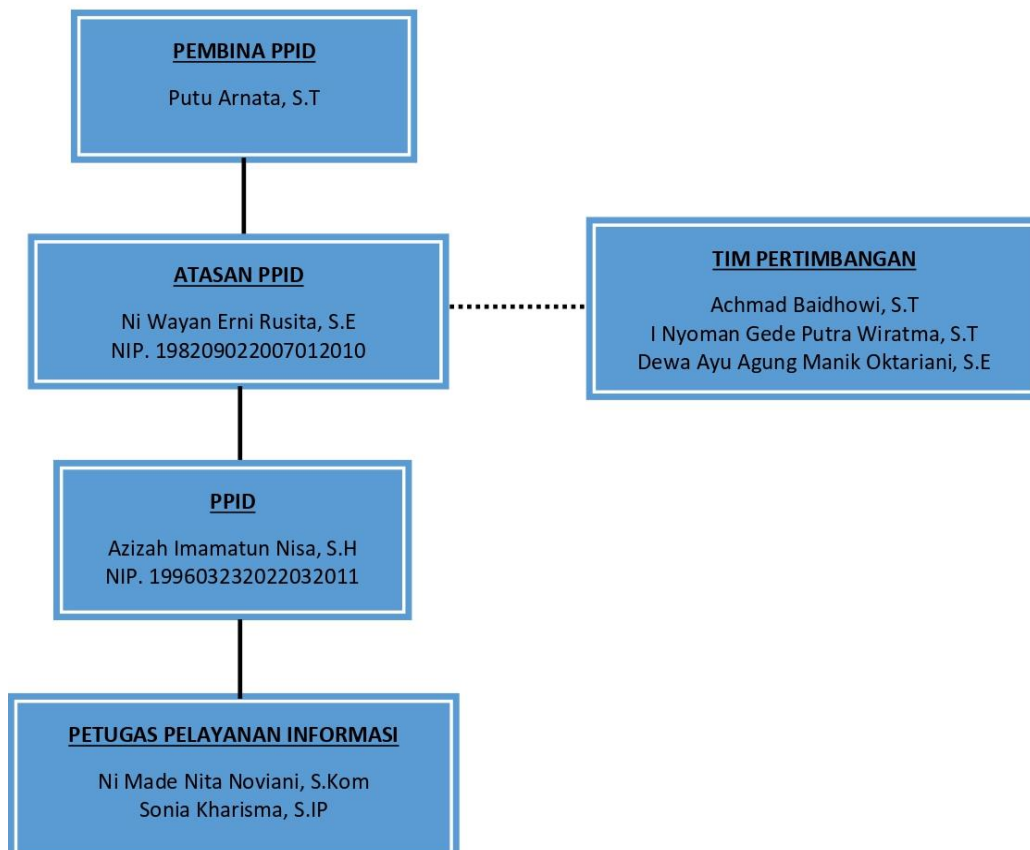 PEMBINA PPID
Putu Arnata, S.T
ATASAN PPID
Ni Wayan Erni Rusita, S.E
NIP. 198209022007012010
TIM PERTIMBANGAN
Achmad Baidhowi, S.T
I Nyoman Gede Putra Wiratma, S.T
Dewa Ayu Agung Manik Oktariani, S.E
PPID
Azizah Imamatun Nisa, S.H
NIP. 199603232022032011
PETUGAS PELAYANAN INFORMASI
Ni Made Nita Noviani, S.Kom
Sonia Kharisma, S.IP